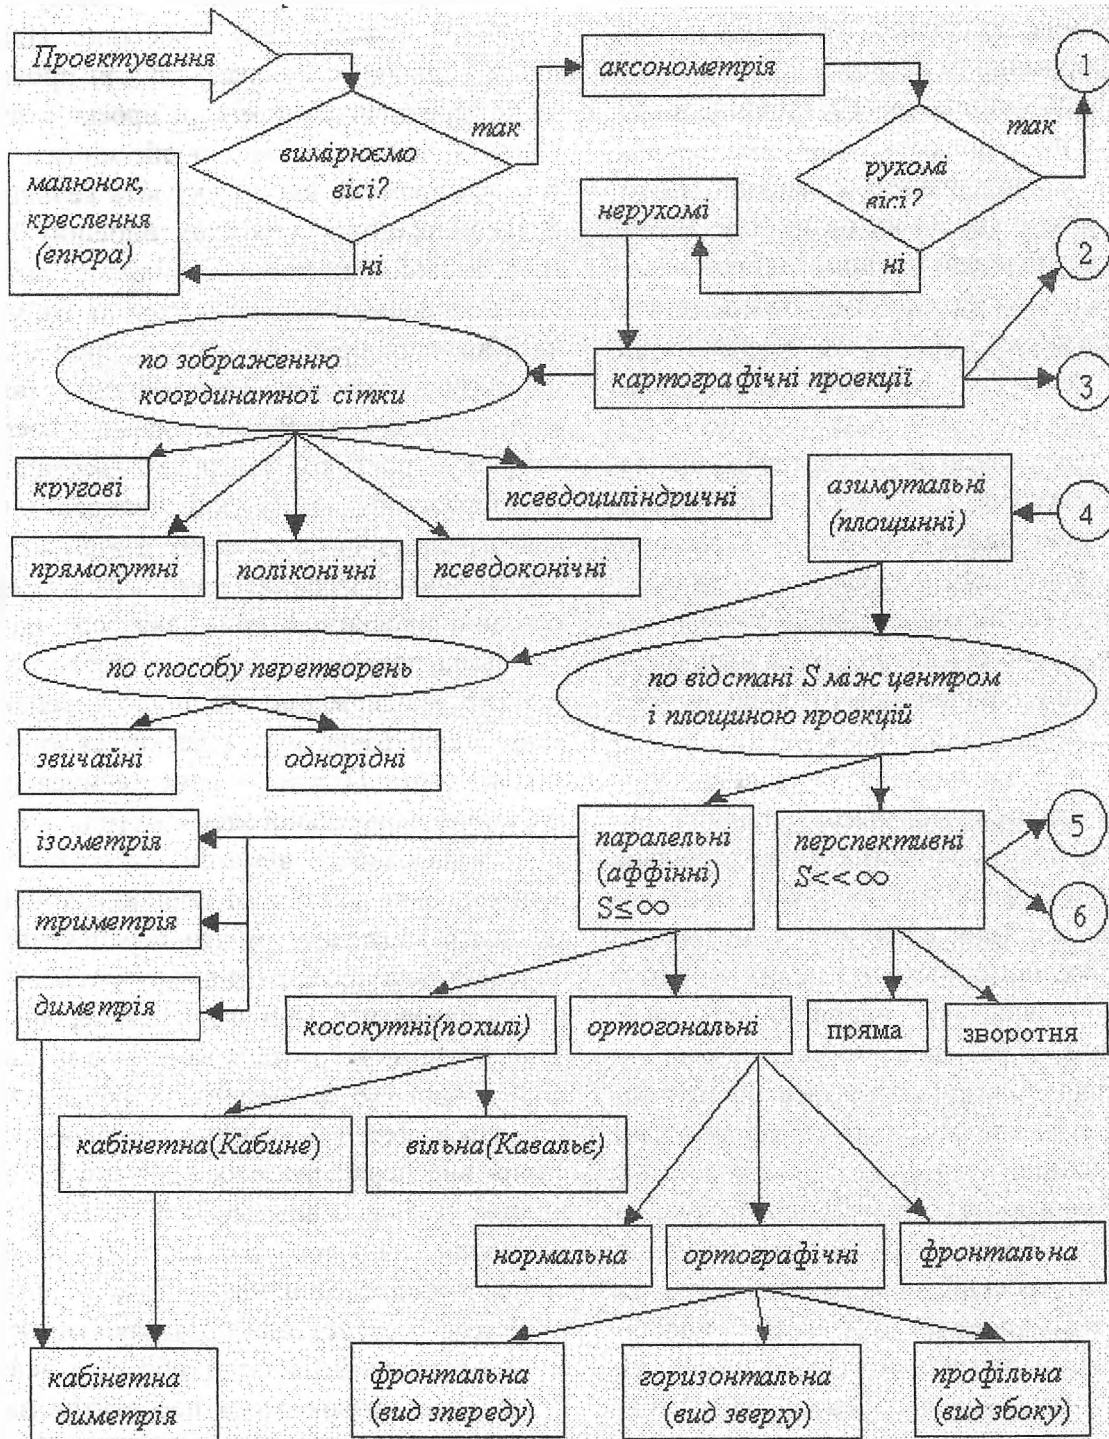 Проектування
аксонометрія
1
так
так
вимірюємо
вісі?
рухомі
вісі?
малюнок,
креслення
(епюра)
нерухомі
ні
ні
2
по зображенню
координатної сітки
картографічні проекції
3
кругові
псевдоциліндричні
азимутальні
(площинні)
4
прямокутні
поліконічні
псевдоконічні
по способу перетворень
по відстані S між центром
і площиною проекцій
звичайні
однорідні
ізометрія
паралельні
(аффінні)
S≤∞
перспективні
S<<∞
5
6
триметрія
диметрія
косокутні(похилі)
ортогональні
пряма
зворотня
кабінетна(Кабине)
вільна(Кавальє)
нормальна
ортографічні
фронтальна
кабінетна
диметрія
фронтальна
(вид зпереду)
горизонтальна
(вид зверху)
профільна
(вид збоку)